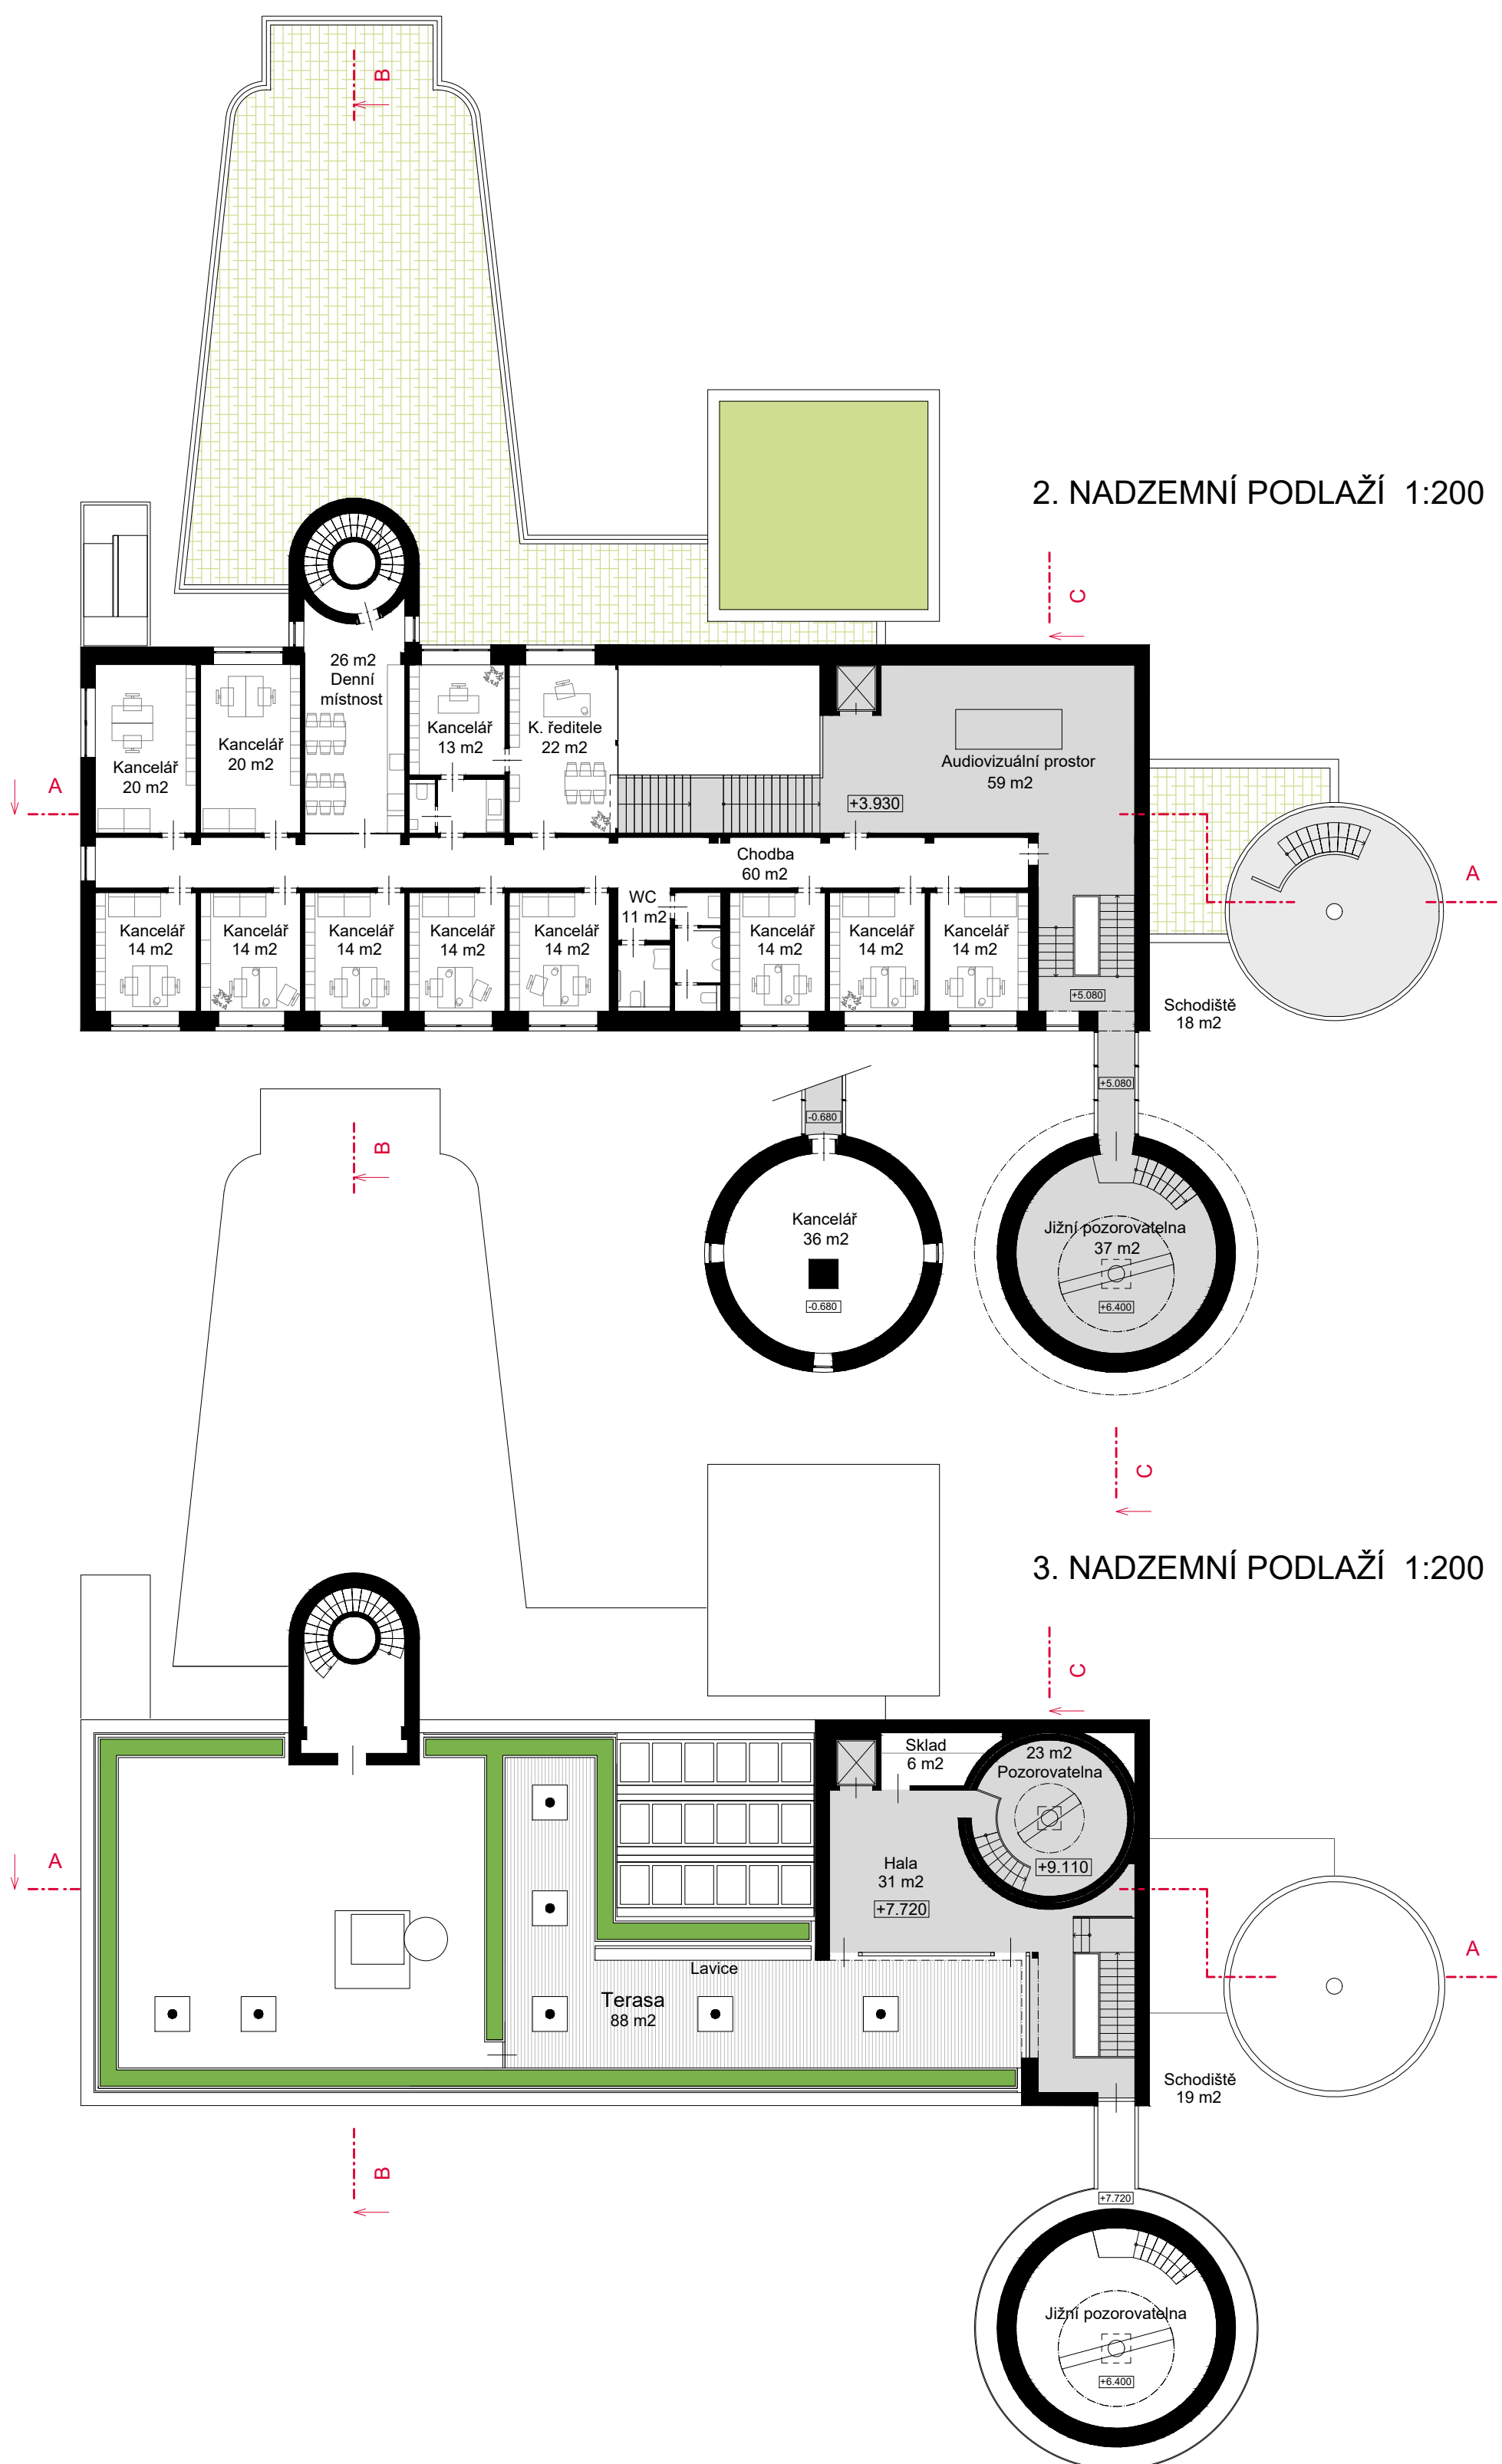 B
2. NADZEMNÍ PODLAŽÍ 1:200
C
26 m2
Denní
místnost
Kancelář
20 m2
Kancelář
20 m2
Kancelář
13 m2
K. ředitele
22 m2
Audiovizuální prostor
59 m2
+3.930
A
A
Chodba
60 m2
WC
11 m2
Kancelář
14 m2
Kancelář
14 m2
Kancelář
14 m2
Kancelář
14 m2
Kancelář
14 m2
Kancelář
14 m2
Kancelář
14 m2
Kancelář
14 m2
+5.080
Schodiště
18 m2
+5.080
B
-0.680
Kancelář
36 m2
-0.680
Jižní pozorovatelna
37 m2
+6.400
C
3. NADZEMNÍ PODLAŽÍ 1:200
C
Sklad
6 m2
23 m2
Pozorovatelna
+9.110
Hala
31 m2
+7.720
A
A
Lavice
Terasa
88 m2
Schodiště
19 m2
B
+7.720
Jižní pozorovatelna
+6.400